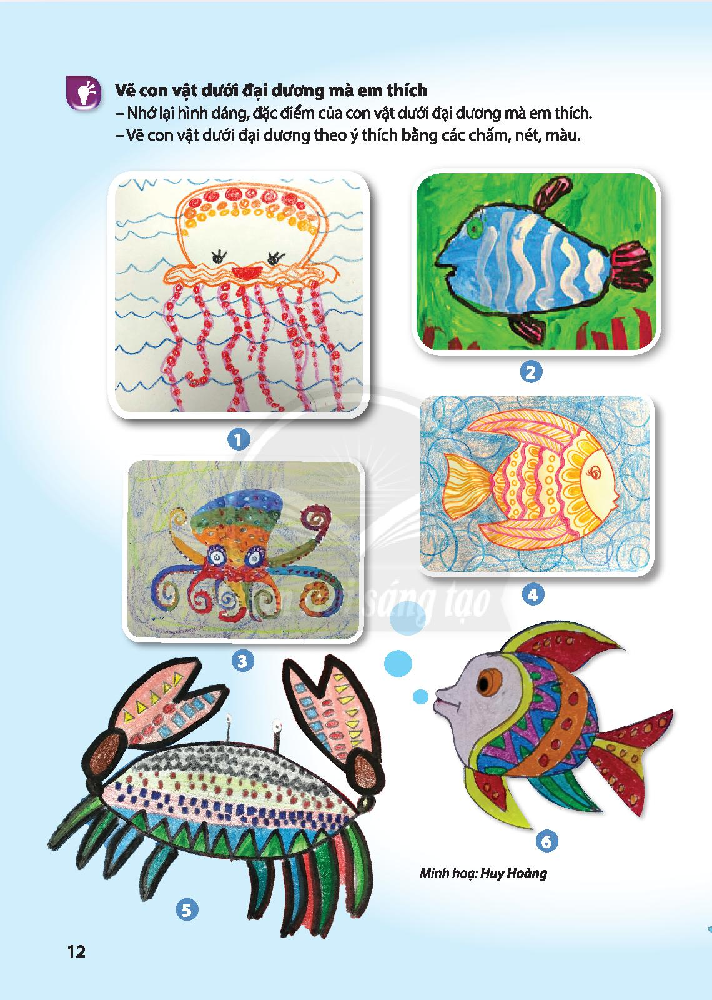 Vẽ con vật dưới đại dương mà em thích
– Nhớ lại hình dáng, đặc điểm của con vật dưới đại dương mà em thích.
– Vẽ con vật dưới đại dương theo ý thích bằng các chấm, nét, màu.
1
2
3
4
sáng tạo
5
6
Minh hoạ: Huy Hoàng
12